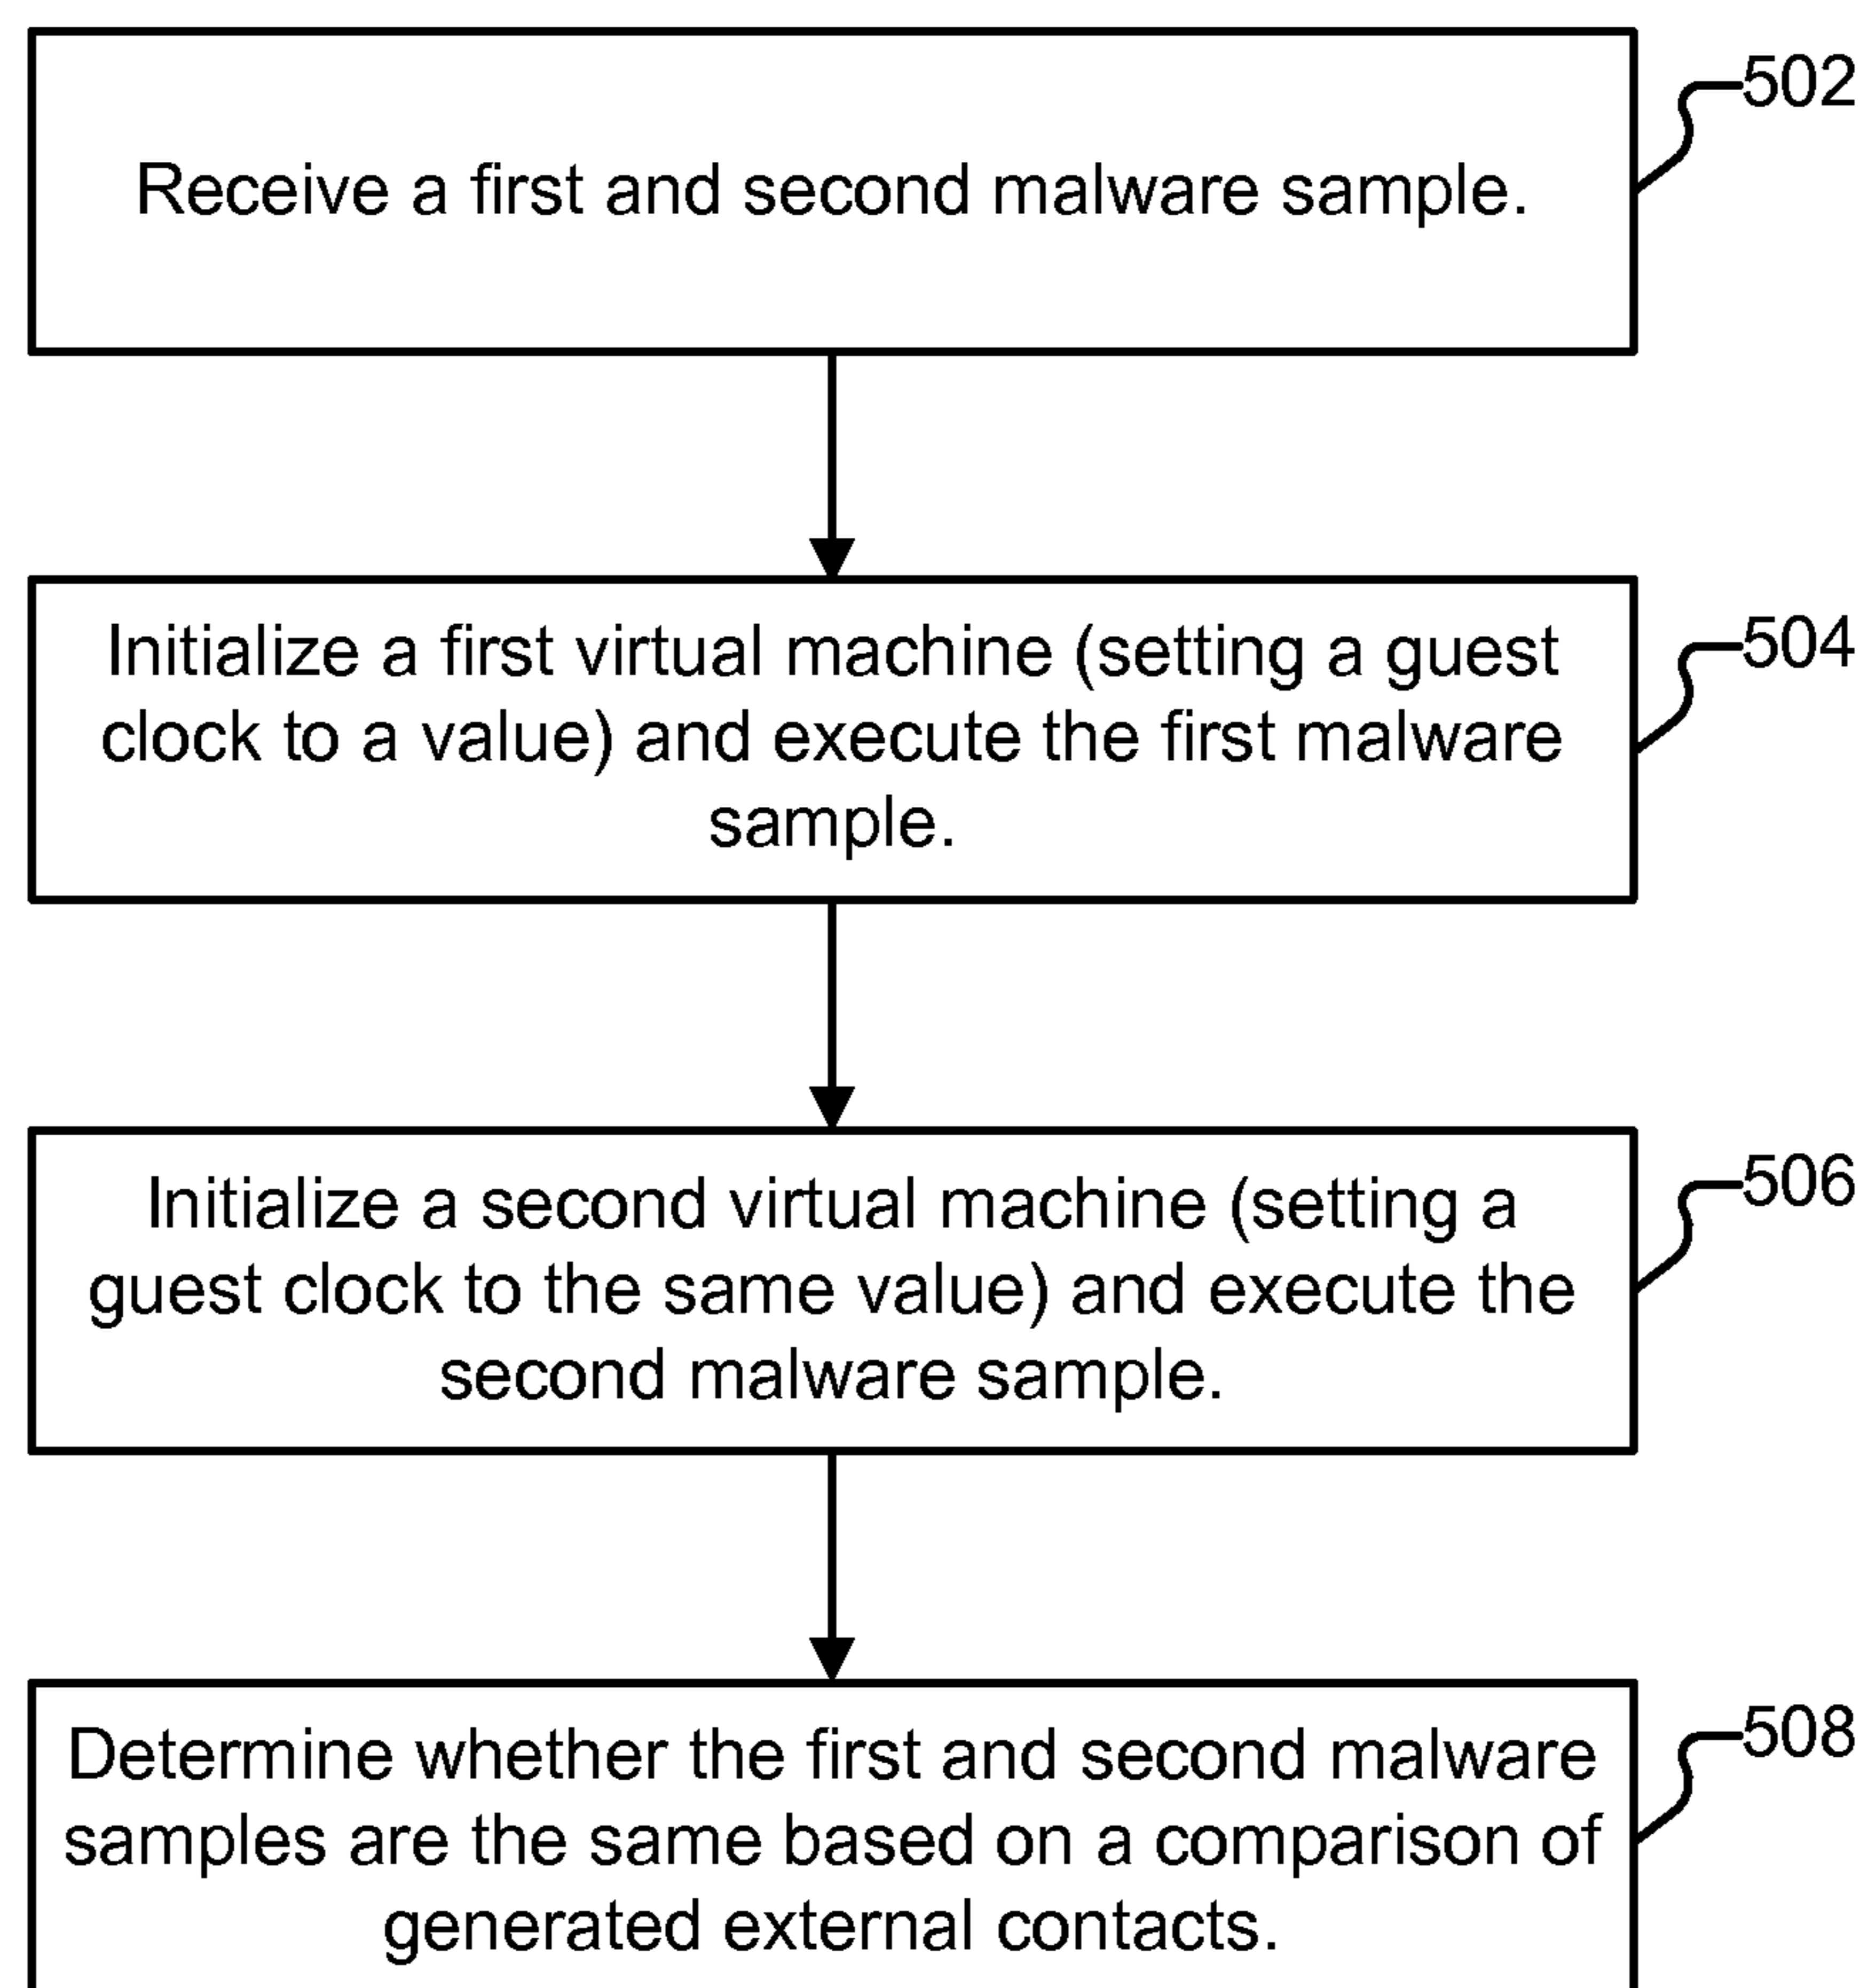 502
Receive a first and second malware sample.
504
Initialize a first virtual machine (setting a guest
clock to a value) and execute the first malware
sample.
506
Initialize a second virtual machine (setting a
guest clock to the same value) and execute the
second malware sample.
508
Determine whether the first and second malware
samples are the same based on a comparison of
generated external contacts.